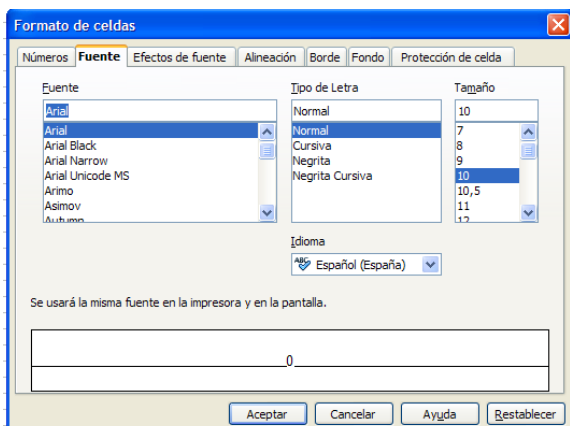 Formato de celdas
Números Fuente Efectos de fuente Alineación Borde Fondo Protección de celda
Fuente Tipo de Letra Tamaño
Arial Normal 10
Arial Normal 7
Arial Black Cursiva 8
Arial Narrow Negrita 9
Arial Unicode MS Negrita Cursiva 10
Arimo 10,5
Asimov 11
Autumn 12
Idioma
ABC Español (España)
Se usará la misma fuente en la impresora y en la pantalla.
0
Aceptar Cancelar Ayuda Restablecer